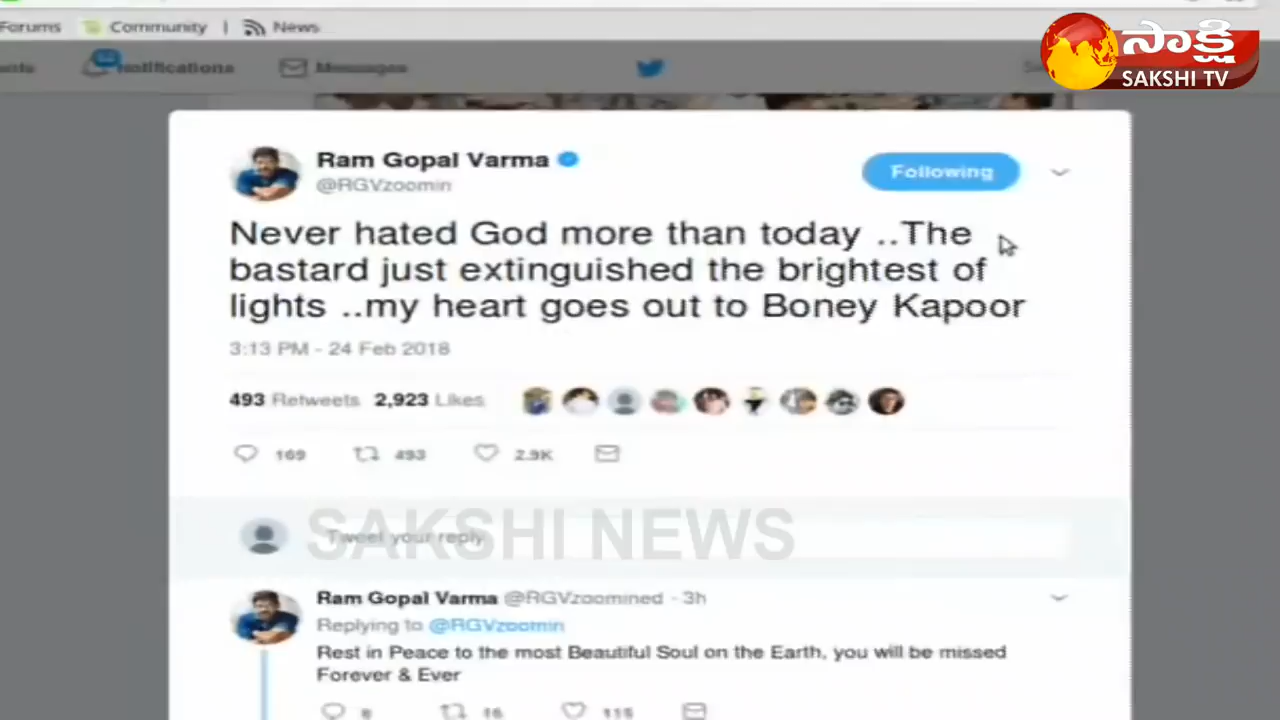 Forums Community | News
సాక్షి
SAKSHI TV
Notifications Messages
Ram Gopal Varma
@RGVzoomin
Following
Never hated God more than today ..The
bastard just extinguished the brightest of
lights ..my heart goes out to Boney Kapoor
3:13 PM - 24 Feb 2018
493 Retweets 2,923 Likes
169 493 2.9K
SAKSHI NEWS
Tweet your reply
Ram Gopal Varma @RGVzoomined - 3h
Replying to @RGVzoomin
Rest in Peace to the most Beautiful Soul on the Earth, you will be missed
Forever & Ever
16 115